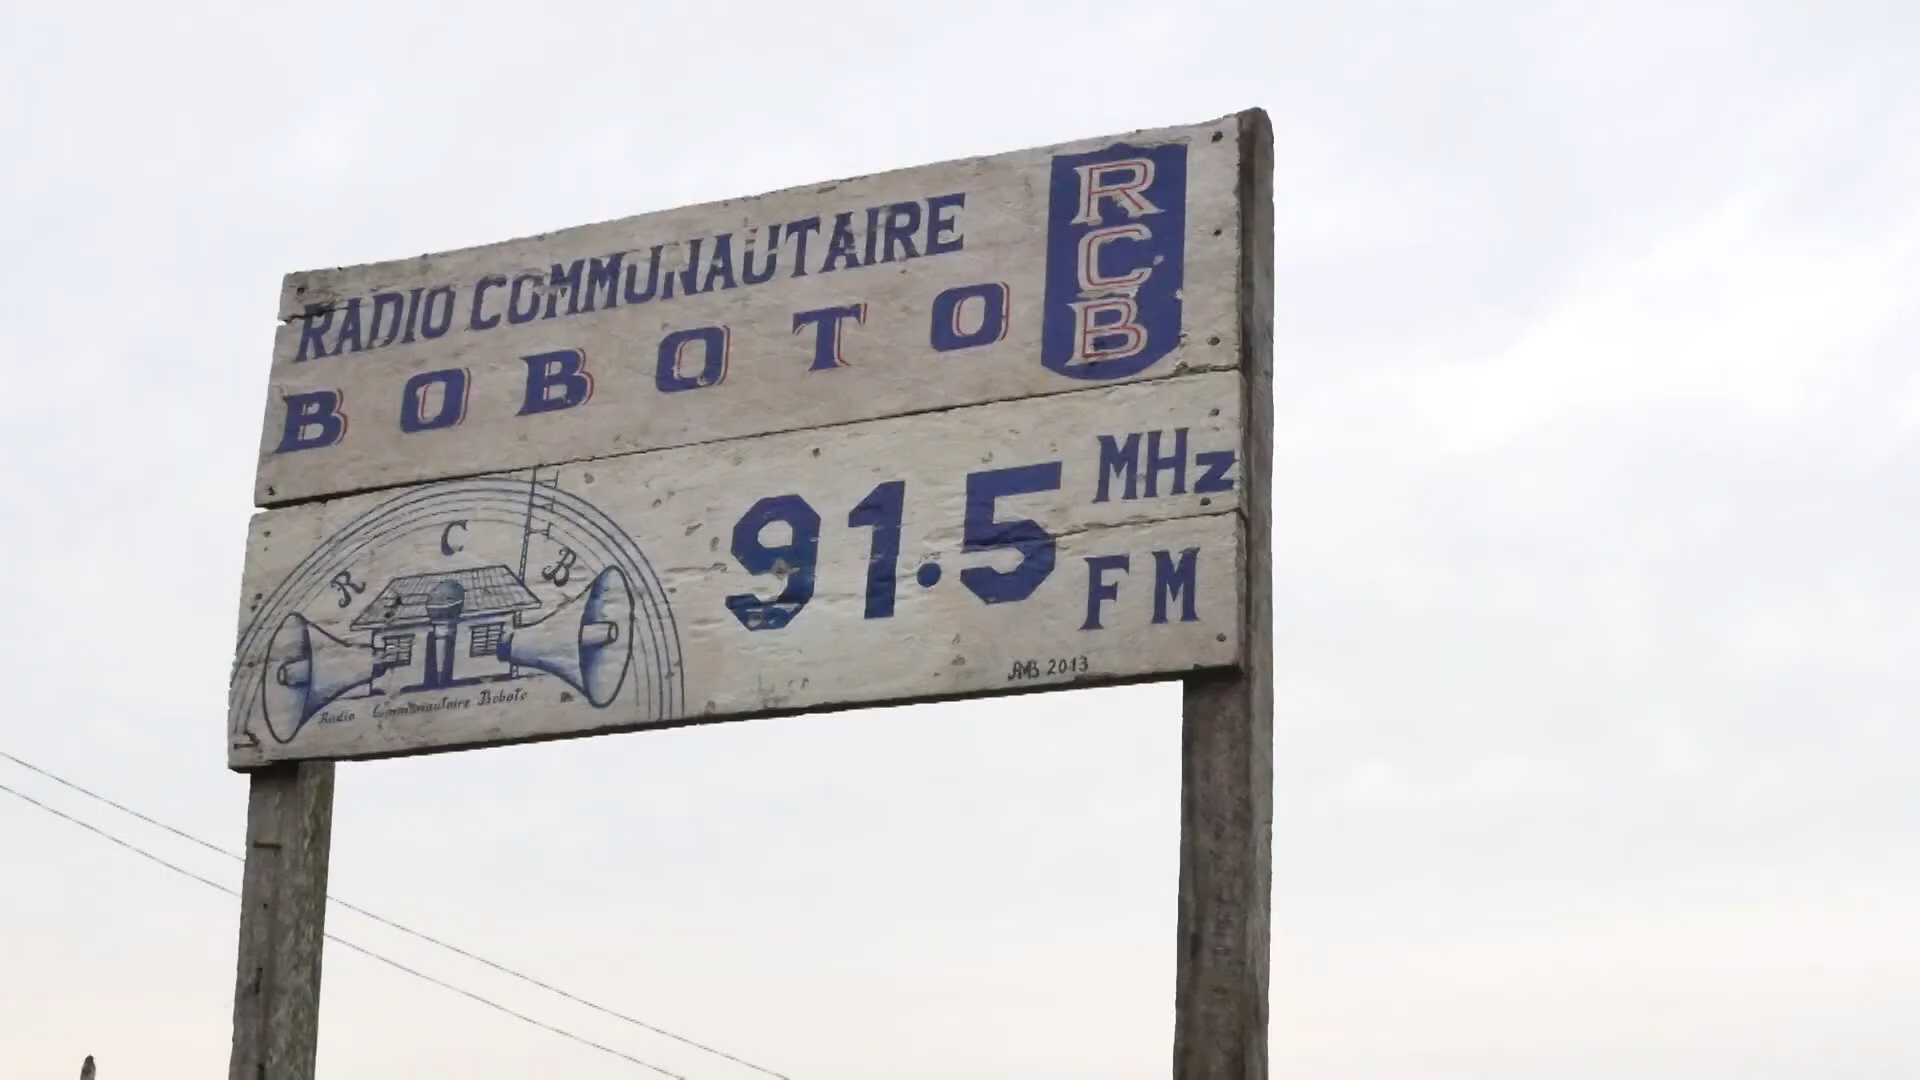 RADIO COMMUNAUTAIRE
BOBOTO
RCB
91.5 MHz
FM
R C B
Radio Communautaire Boboto
AMB 2013